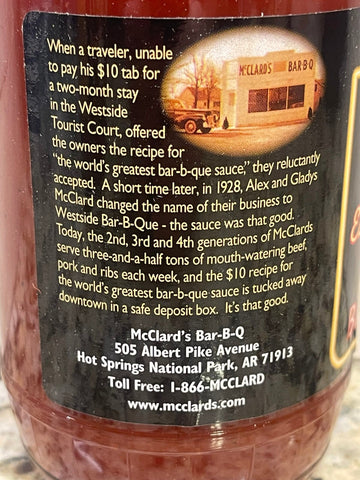 When a traveler, unable
to pay his $10 tab for
a two-month stay
in the Westside
Tourist Court, offered
the owners the recipe for
"the world's greatest bar-b-que sauce," they reluctantly
accepted. A short time later, in 1928, Alex and Gladys
McClard changed the name of their business to
Westside Bar-B-Que - the sauce was that good.
Today, the 2nd, 3rd and 4th generations of McClards
serve three-and-a-half tons of mouth-watering beef,
pork and ribs each week, and the $10 recipe for
the world's greatest bar-b-que sauce is tucked away
downtown in a safe deposit box. It's that good.
McClard's Bar-B-Q
505 Albert Pike Avenue
Hot Springs National Park, AR 71913
Toll Free: 1-866-MCCLARD
www.mcclards.com
McCLARD'S BAR-B-Q